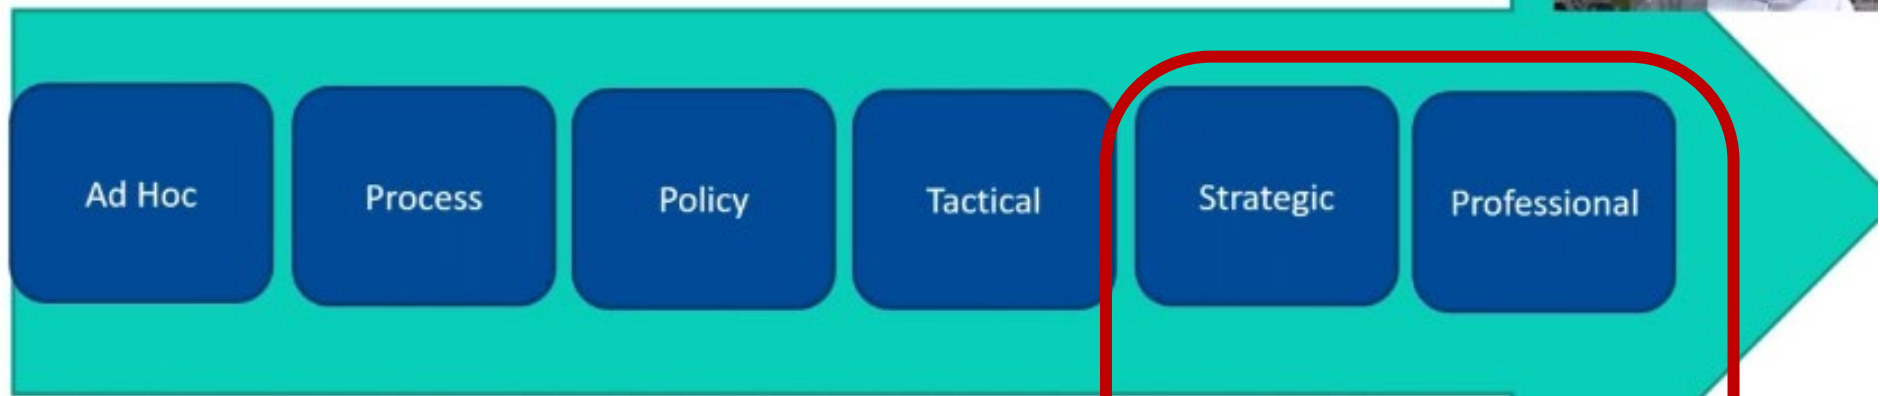 Ad Hoc
Process
Policy
Tactical
Strategic
Professional